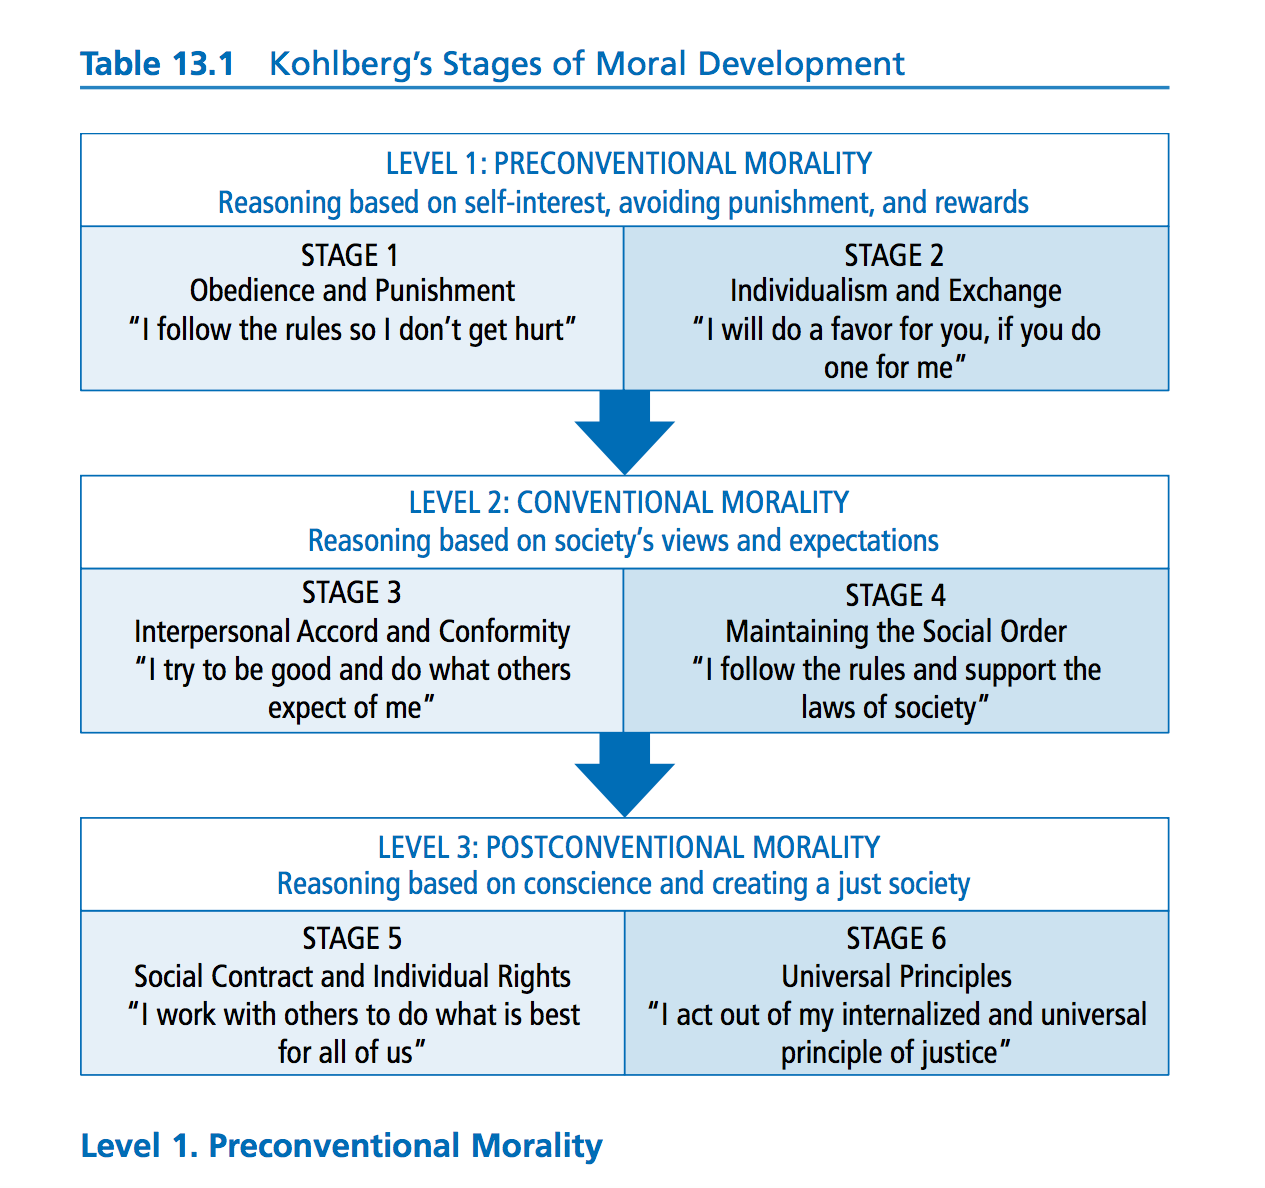 Table 13.1 Kohlberg’s Stages of Moral Development
LEVEL 1: PRECONVENTIONAL MORALITY
Reasoning based on self-interest, avoiding punishment, and rewards
STAGE 1
Obedience and Punishment
“I follow the rules so I don’t get hurt”
STAGE 2
Individualism and Exchange
“I will do a favor for you, if you do
one for me”
LEVEL 2: CONVENTIONAL MORALITY
Reasoning based on society’s views and expectations
STAGE 3
Interpersonal Accord and Conformity
“I try to be good and do what others
expect of me”
STAGE 4
Maintaining the Social Order
“I follow the rules and support the
laws of society”
LEVEL 3: POSTCONVENTIONAL MORALITY
Reasoning based on conscience and creating a just society
STAGE 5
Social Contract and Individual Rights
“I work with others to do what is best
for all of us”
STAGE 6
Universal Principles
“I act out of my internalized and universal
principle of justice”
Level 1. Preconventional Morality